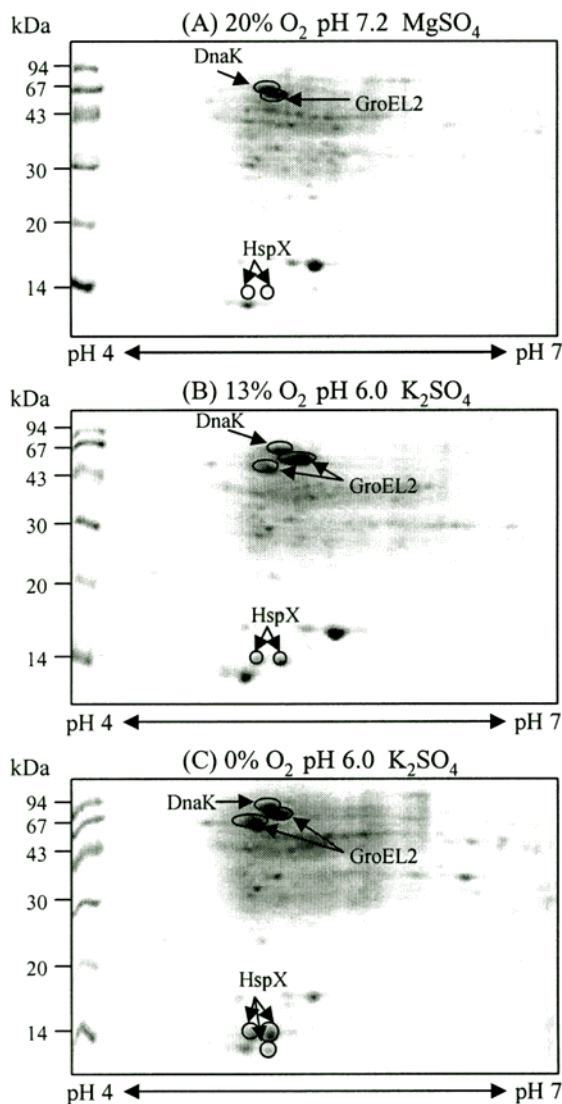 kDa
(A) 20% O₂ pH 7.2 MgSO₄
DnaK
94
67
GroEL2
43
30
20
HspX
14
pH 4
pH 7
kDa
(B) 13% O₂ pH 6.0 K₂SO₄
DnaK
94
67
43
GroEL2
30
20
HspX
14
pH 4
pH 7
kDa
(C) 0% O₂ pH 6.0 K₂SO₄
94
DnaK
67
43
GroEL2
30
20
HspX
14
pH 4
pH 7